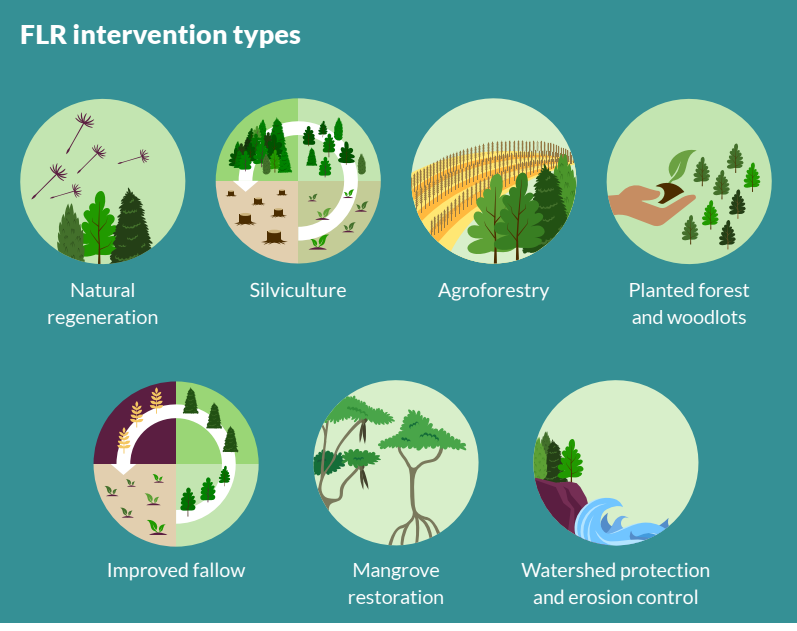 FLR intervention types
Natural
regeneration
Silviculture
Agroforestry
Planted forest
and woodlots
Improved fallow
Mangrove
restoration
Watershed protection
and erosion control